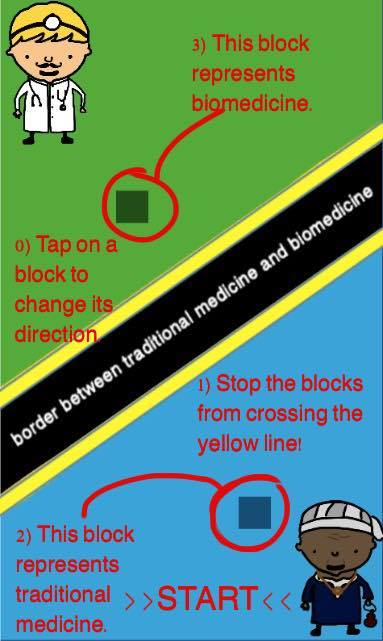 3) This block
represents
biomedicine.
0) Tap on a
block to
change its
direction.
border between traditional medicine and biomedicine
1) Stop the blocks
from crossing the
yellow line!
2) This block
represents
traditional
medicine.
>>START<<